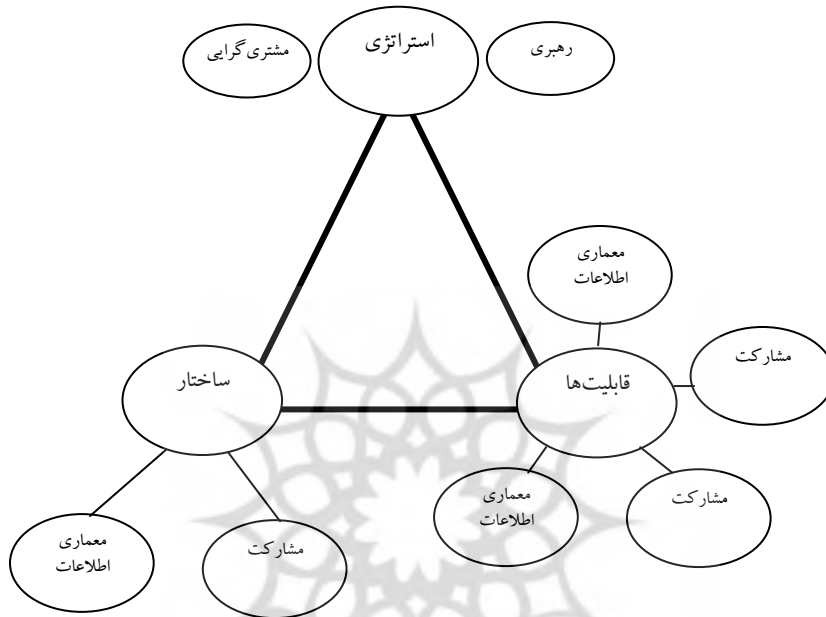 رهبری
استراتژی
مشتری‌گرایی
معماری
اطلاعات
مشارکت
قابلیت‌ها
ساختار
مشارکت
معماری
اطلاعات
مشارکت
معماری
اطلاعات